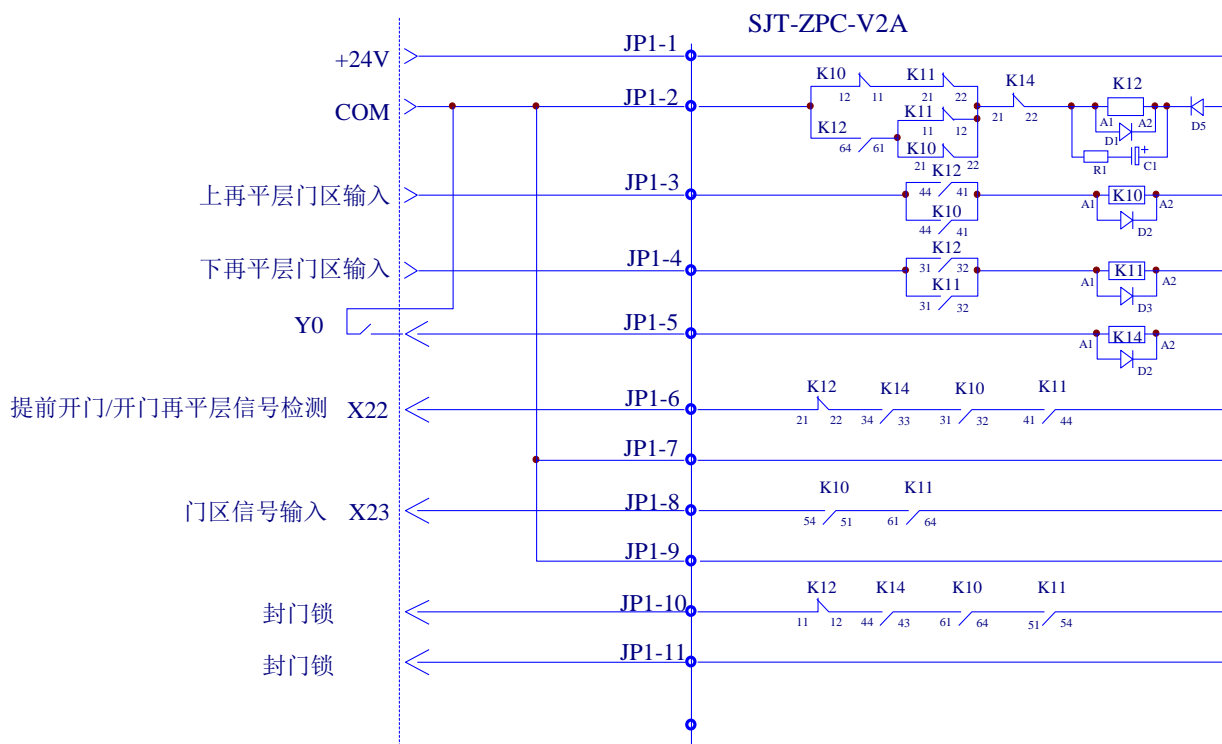 SJT-ZPC-V2A
+24V JP1-1
COM JP1-2
K10 K11 K14 K12
12 11 21 22 21 22 A1 A2 D5
K11 D1
K12 11 12
64 61 K10 R1 + C1
21 22
上再平层门区输入 JP1-3
K12
44 41 A1 K10 A2
K10 D2
44 41
下再平层门区输入 JP1-4
K12
31 32 A1 K11 A2
K11 D3
31 32
Y0 JP1-5
A1 K14 A2
D2
提前开门/开门再平层信号检测 X22 JP1-6
K12 K14 K10 K11
21 22 34 33 31 32 41 44
JP1-7
门区信号输入 X23 JP1-8
K10 K11
54 51 61 64
JP1-9
封门锁 JP1-10
K12 K14 K10 K11
11 12 44 43 61 64 51 54
封门锁 JP1-11